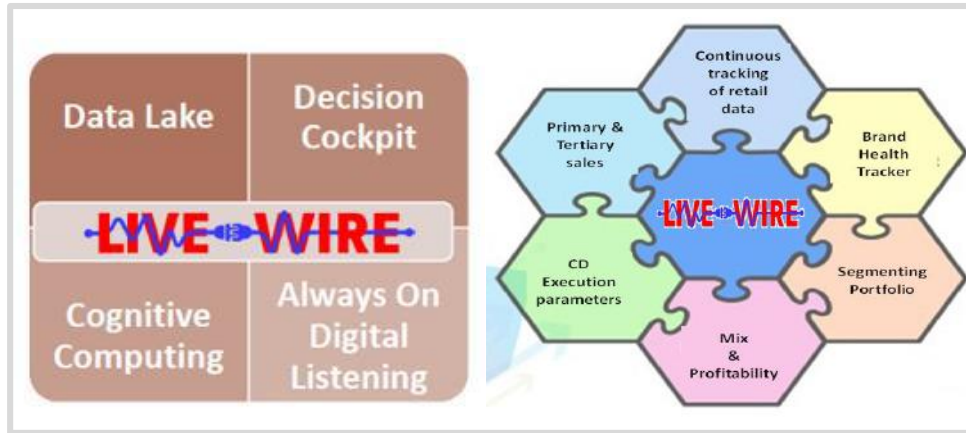 Data Lake
Decision
Cockpit
LIVE WIRE
Cognitive
Computing
Always On
Digital
Listening
Continuous
tracking
of retail
data
Primary &
Tertiary
sales
Brand
Health
Tracker
LIVE WIRE
CD
Execution
parameters
Segmenting
Portfolio
Mix
&
Profitability